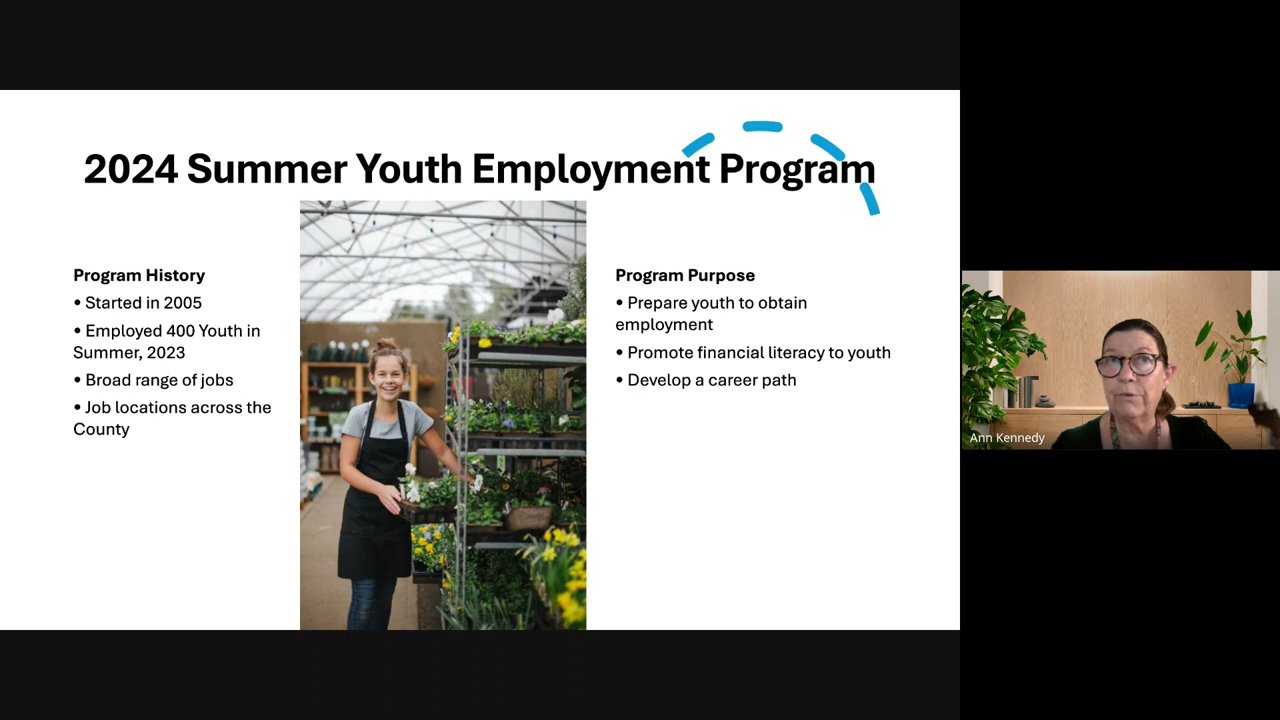 2024 Summer Youth Employment Program
Program History
• Started in 2005
• Employed 400 Youth in
Summer, 2023
• Broad range of jobs
• Job locations across the
County
Program Purpose
• Prepare youth to obtain
employment
• Promote financial literacy to youth
• Develop a career path
Ann Kennedy